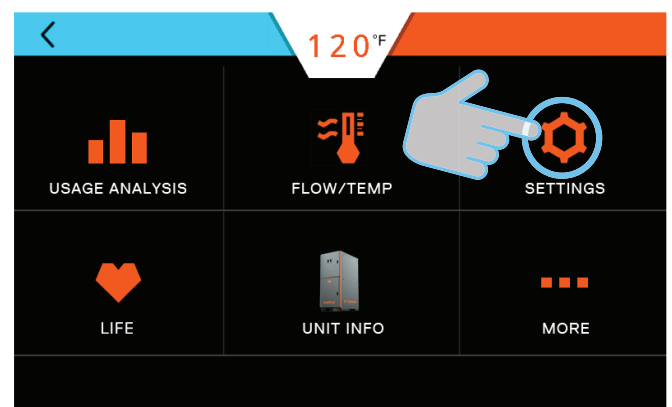 120°F
USAGE ANALYSIS
FLOW/TEMP
SETTINGS
LIFE
UNIT INFO
MORE